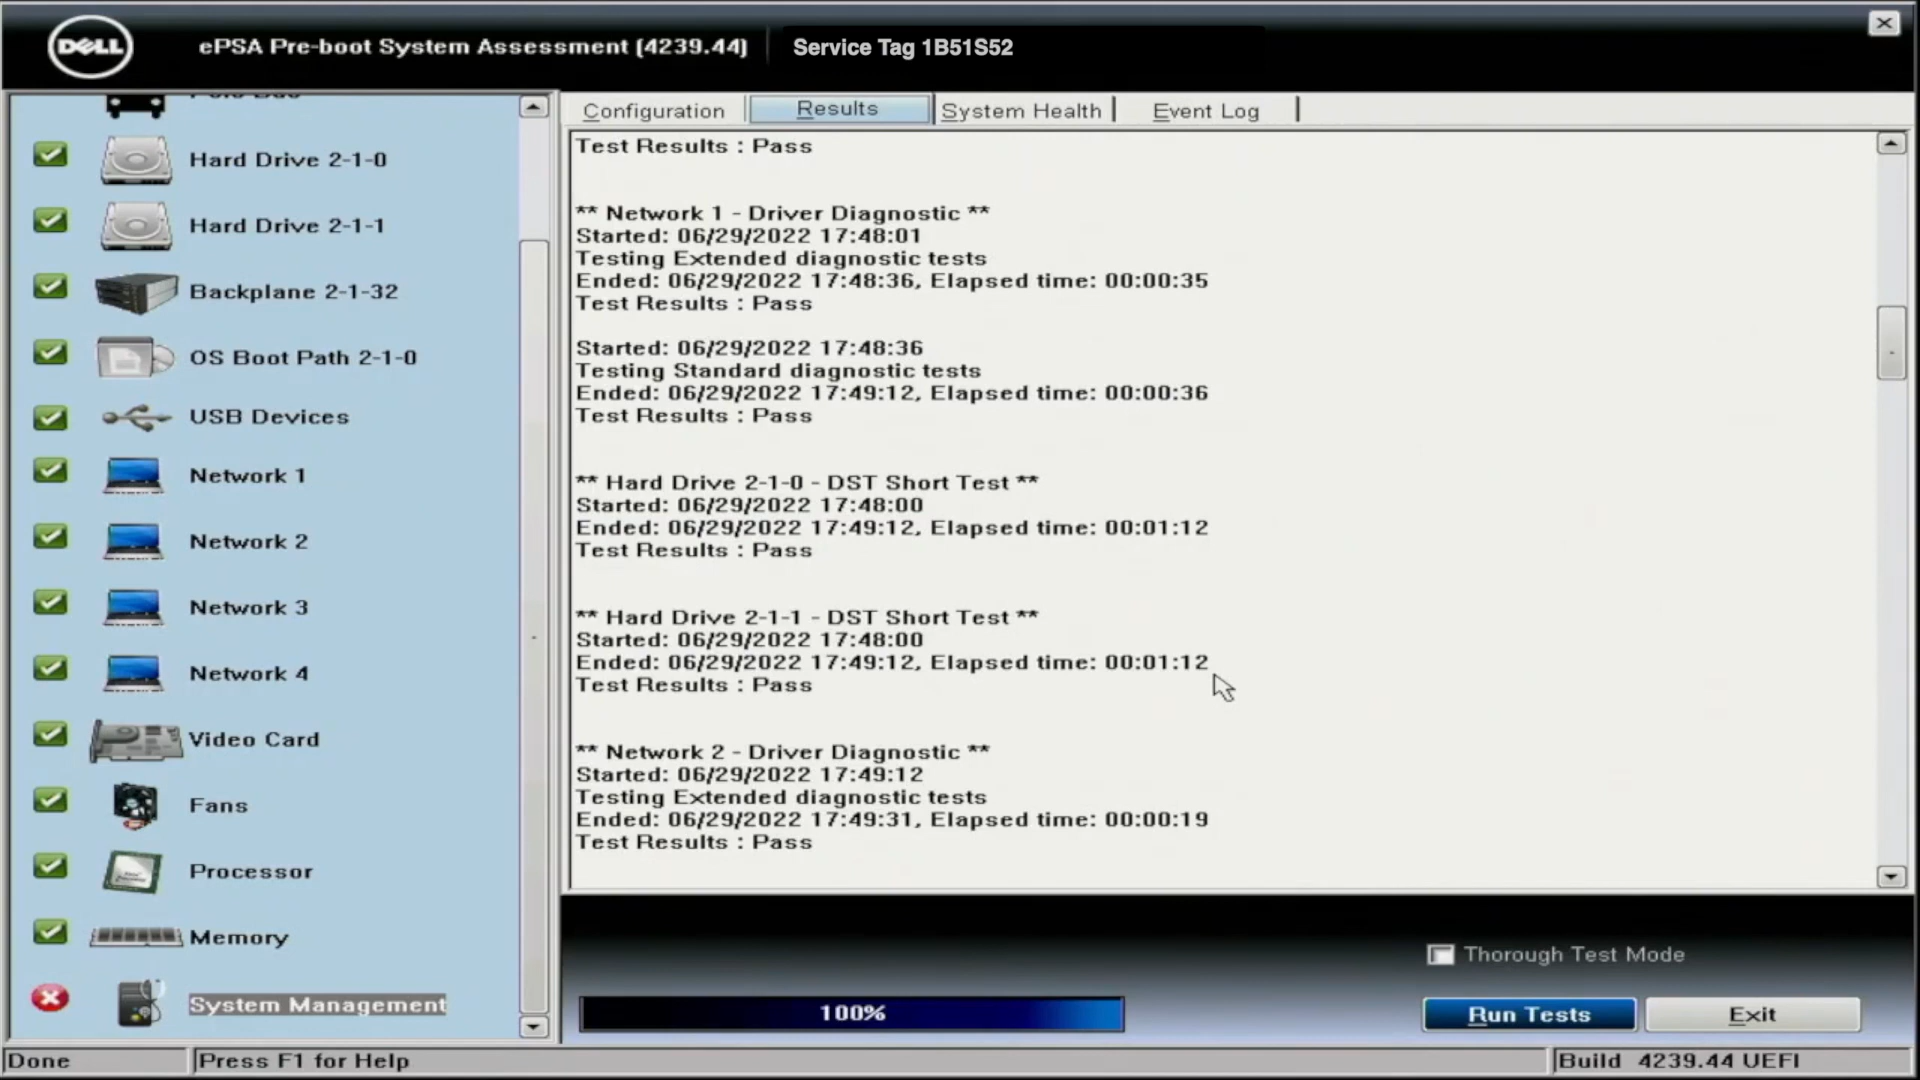 DELL
ePSA Pre-boot System Assessment (4239.44)
Service Tag 1B51S52
Hard Drive 2-1-0
Hard Drive 2-1-1
Backplane 2-1-32
OS Boot Path 2-1-0
USB Devices
Network 1
Network 2
Network 3
Network 4
Video Card
Fans
Processor
Memory
System Management
Configuration
Results
System Health
Event Log
Test Results : Pass
** Network 1 - Driver Diagnostic **
Started: 06/29/2022 17:48:01
Testing Extended diagnostic tests
Ended: 06/29/2022 17:48:36, Elapsed time: 00:00:35
Test Results : Pass
Started: 06/29/2022 17:48:36
Testing Standard diagnostic tests
Ended: 06/29/2022 17:49:12, Elapsed time: 00:00:36
Test Results : Pass
** Hard Drive 2-1-0 - DST Short Test **
Started: 06/29/2022 17:48:00
Ended: 06/29/2022 17:49:12, Elapsed time: 00:01:12
Test Results : Pass
** Hard Drive 2-1-1 - DST Short Test **
Started: 06/29/2022 17:48:00
Ended: 06/29/2022 17:49:12, Elapsed time: 00:01:12
Test Results : Pass
** Network 2 - Driver Diagnostic **
Started: 06/29/2022 17:49:12
Testing Extended diagnostic tests
Ended: 06/29/2022 17:49:31, Elapsed time: 00:00:19
Test Results : Pass
Thorough Test Mode
100%
Run Tests
Exit
Done
Press F1 for Help
Build 4239.44 UEFI